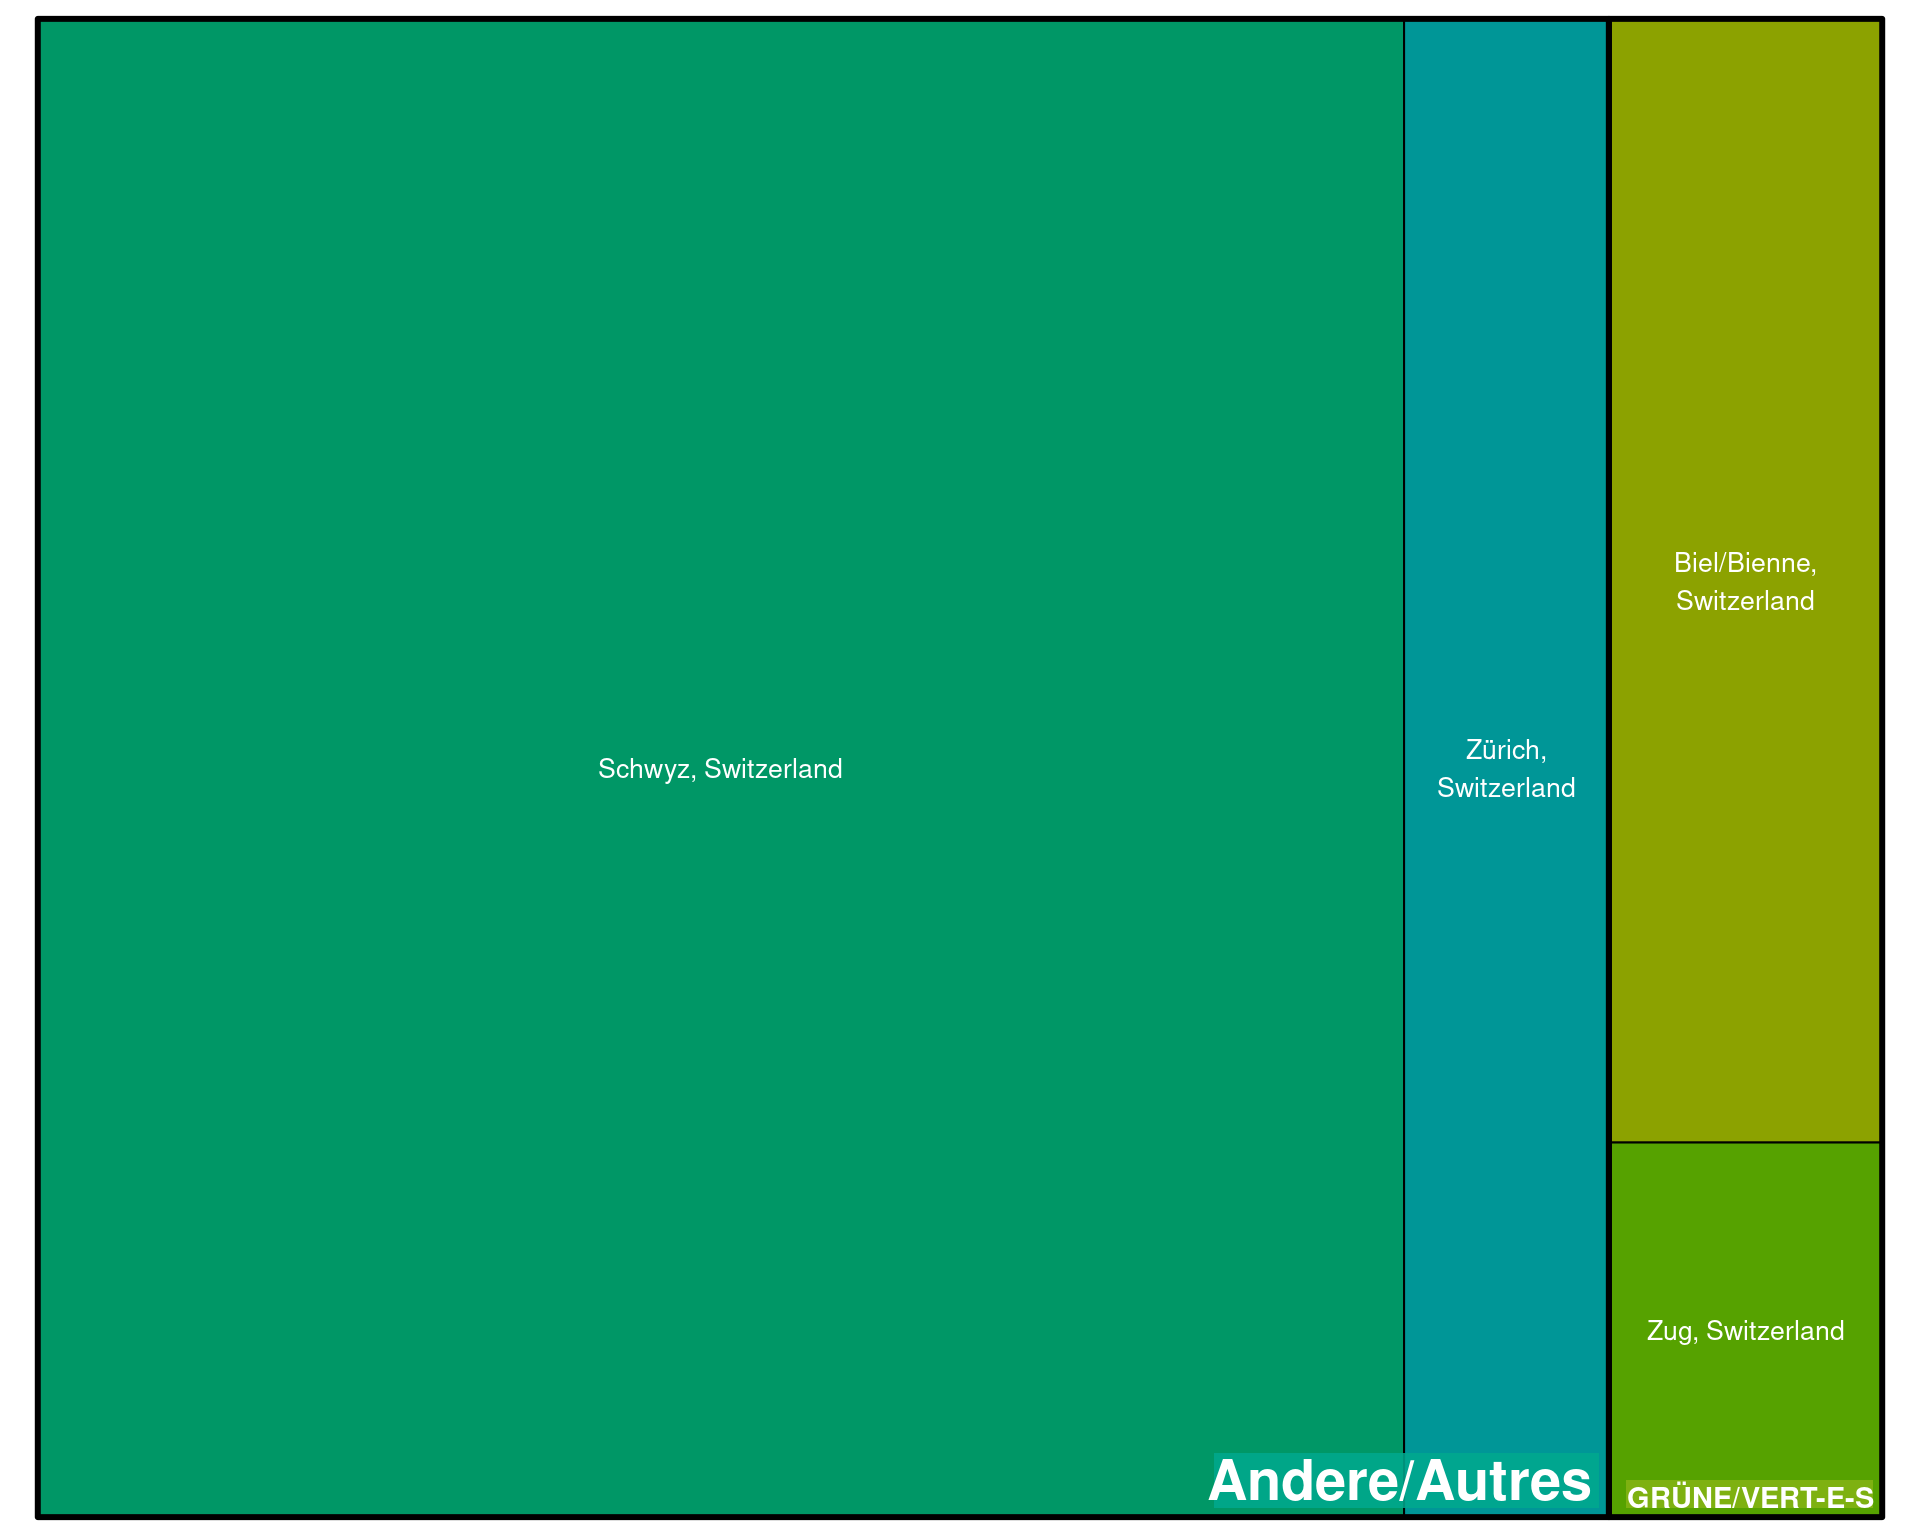 Schwyz, Switzerland
Zürich,
Switzerland
Andere/Autres
Biel/Bienne,
Switzerland
Zug, Switzerland
GRÜNE/VERT-E-S